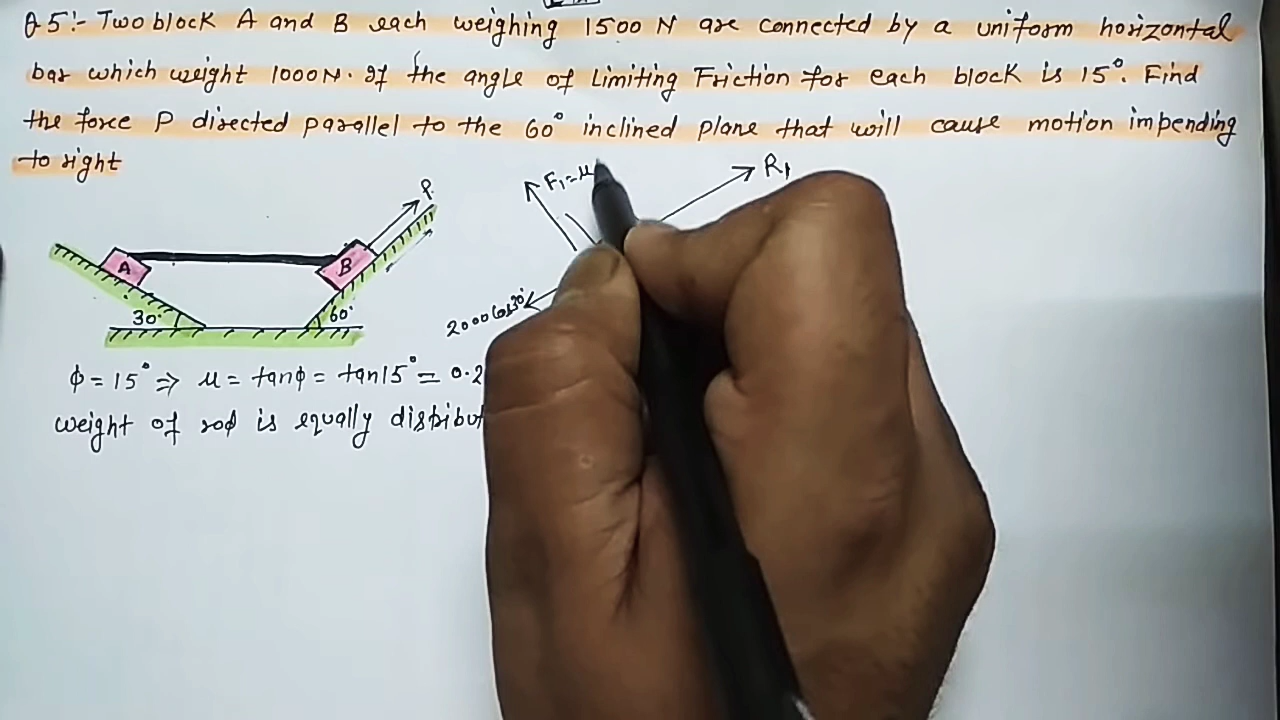 Q5:- Two block A and B each weighing 1500 N are connected by a uniform horizontal
bar which weight 1000N. If the angle of Limiting Friction for each block is 15°. Find
the force P directed parallel to the 60° inclined plane that will cause motion impending
to right
F₁=μ
R₁
P
A
B
30°
60°
2000 Cos30°
ϕ = 15° ⇒ μ = tanϕ = tan15° = 0.2
weight of rod is equally distribut